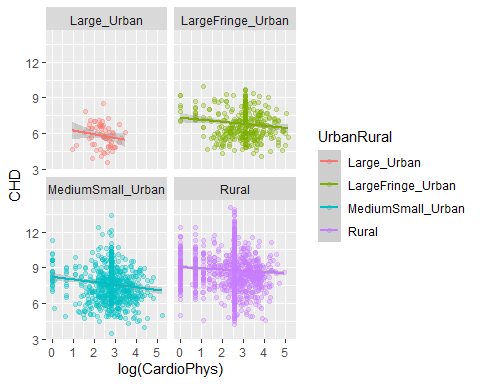 Large_Urban
LargeFringe_Urban
12
9
6
3
CHD
MediumSmall_Urban
Rural
12
9
6
3
0 1 2 3 4 5
0 1 2 3 4 5
log(CardioPhys)
UrbanRural
Large_Urban
LargeFringe_Urban
MediumSmall_Urban
Rural